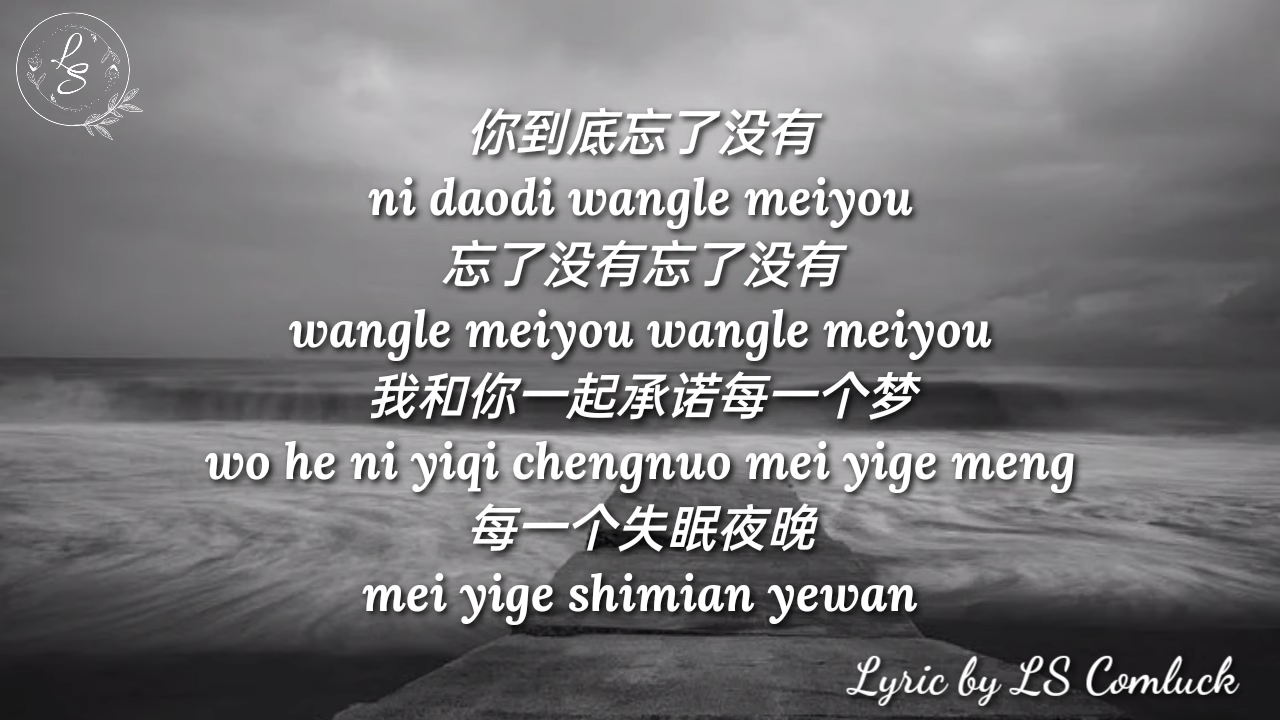 LS
你到底忘了没有
ni daodi wangle meiyou
忘了没有忘了没有
wangle meiyou wangle meiyou
我和你一起承诺每一个梦
wo he ni yiqi chengnuo mei yige meng
每一个失眠夜晚
mei yige shimian yewan
Lyric by LS Comluck